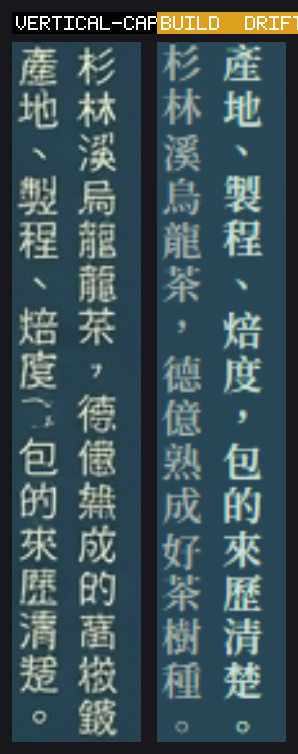 VERTICAL-CAP
BUILD DRIFT
杉林溪烏龍龍茶，德成的
產地、製程、焙度、包的來歷清楚。
產地、製程、焙度，包的來歷清楚。
杉林溪烏龍茶，德億熟成好茶樹種。